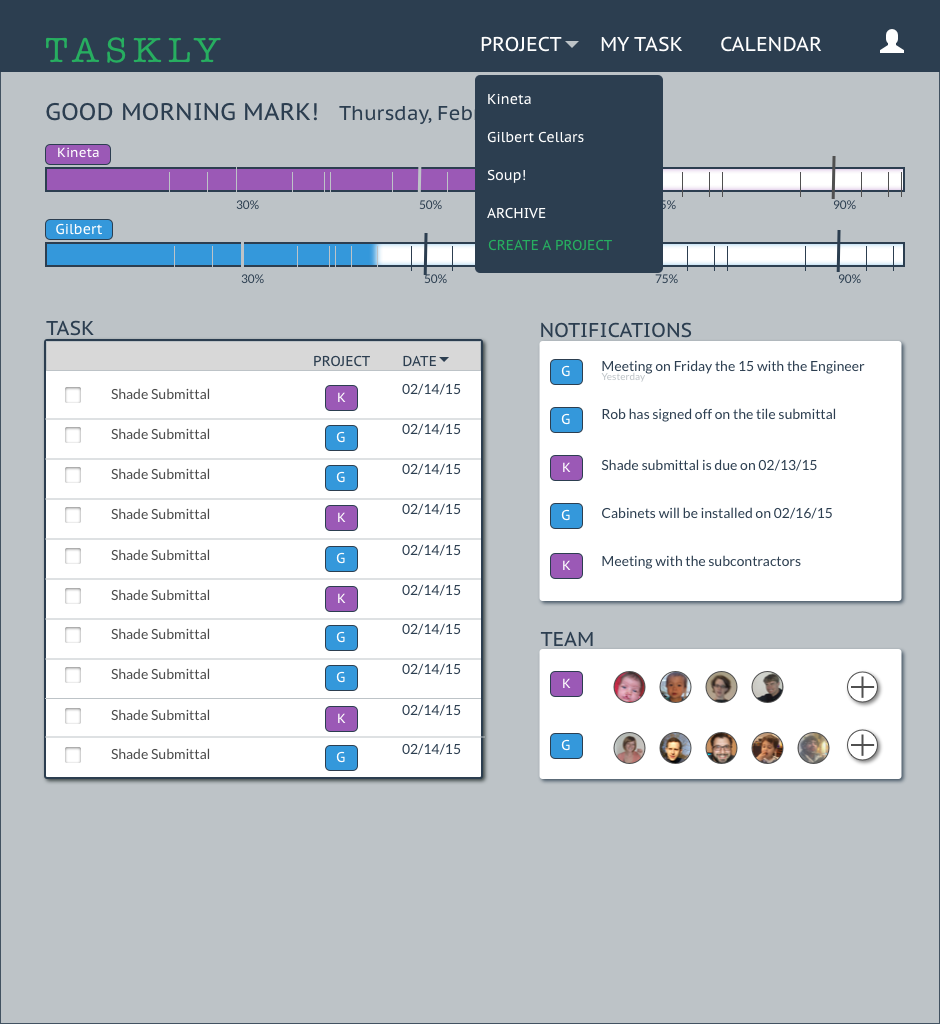 TASKLY
PROJECT MY TASK CALENDAR
Kineta
Gilbert Cellars
Soup!
ARCHIVE
CREATE A PROJECT
GOOD MORNING MARK! Thursday, Feb
Kineta
30% 50% 5% 90%
Gilbert
30% 50% 75% 90%
TASK
PROJECT DATE
Shade Submittal K 02/14/15
Shade Submittal G 02/14/15
Shade Submittal G 02/14/15
Shade Submittal K 02/14/15
Shade Submittal G 02/14/15
Shade Submittal K 02/14/15
Shade Submittal G 02/14/15
Shade Submittal G 02/14/15
Shade Submittal K 02/14/15
Shade Submittal G 02/14/15
NOTIFICATIONS
G Meeting on Friday the 15 with the Engineer
Yesterday
G Rob has signed off on the tile submittal
K Shade submittal is due on 02/13/15
G Cabinets will be installed on 02/16/15
K Meeting with the subcontractors
TEAM
K
G